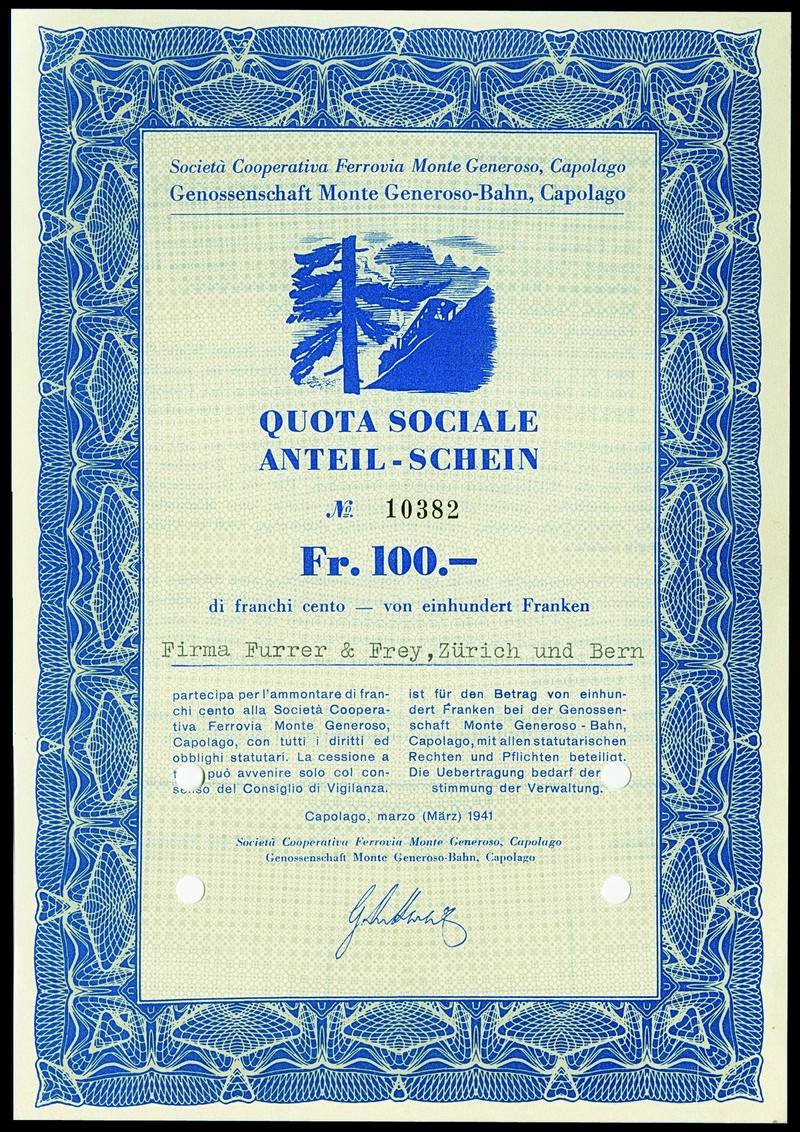 Società Cooperativa Ferrovia Monte Generoso, Capolago
Genossenschaft Monte Generoso-Bahn, Capolago
QUOTA SOCIALE
ANTEIL-SCHEIN
No. 10382
Fr. 100.—
di franchi cento — von einhundert Franken
Firma Furrer & Frey, Zürich und Bern
partecipa per l'ammontare di fran-
chi cento alla Società Coopera-
tiva Ferrovia Monte Generoso,
Capolago, con tutti i diritti ed
obblighi statutari. La cessione a
può avvenire solo col con-
senso del Consiglio di Vigilanza.
ist für den Betrag von einhun-
dert Franken bei der Genossen-
schaft Monte Generoso-Bahn,
Capolago, mit allen statutarischen
Rechten und Pflichten beteiligt.
Die Uebertragung bedarf der
stimmung der Verwaltung.
Capolago, marzo (März) 1941
Società Cooperativa Ferrovia Monte Generoso, Capolago
Genossenschaft Monte Generoso-Bahn, Capolago